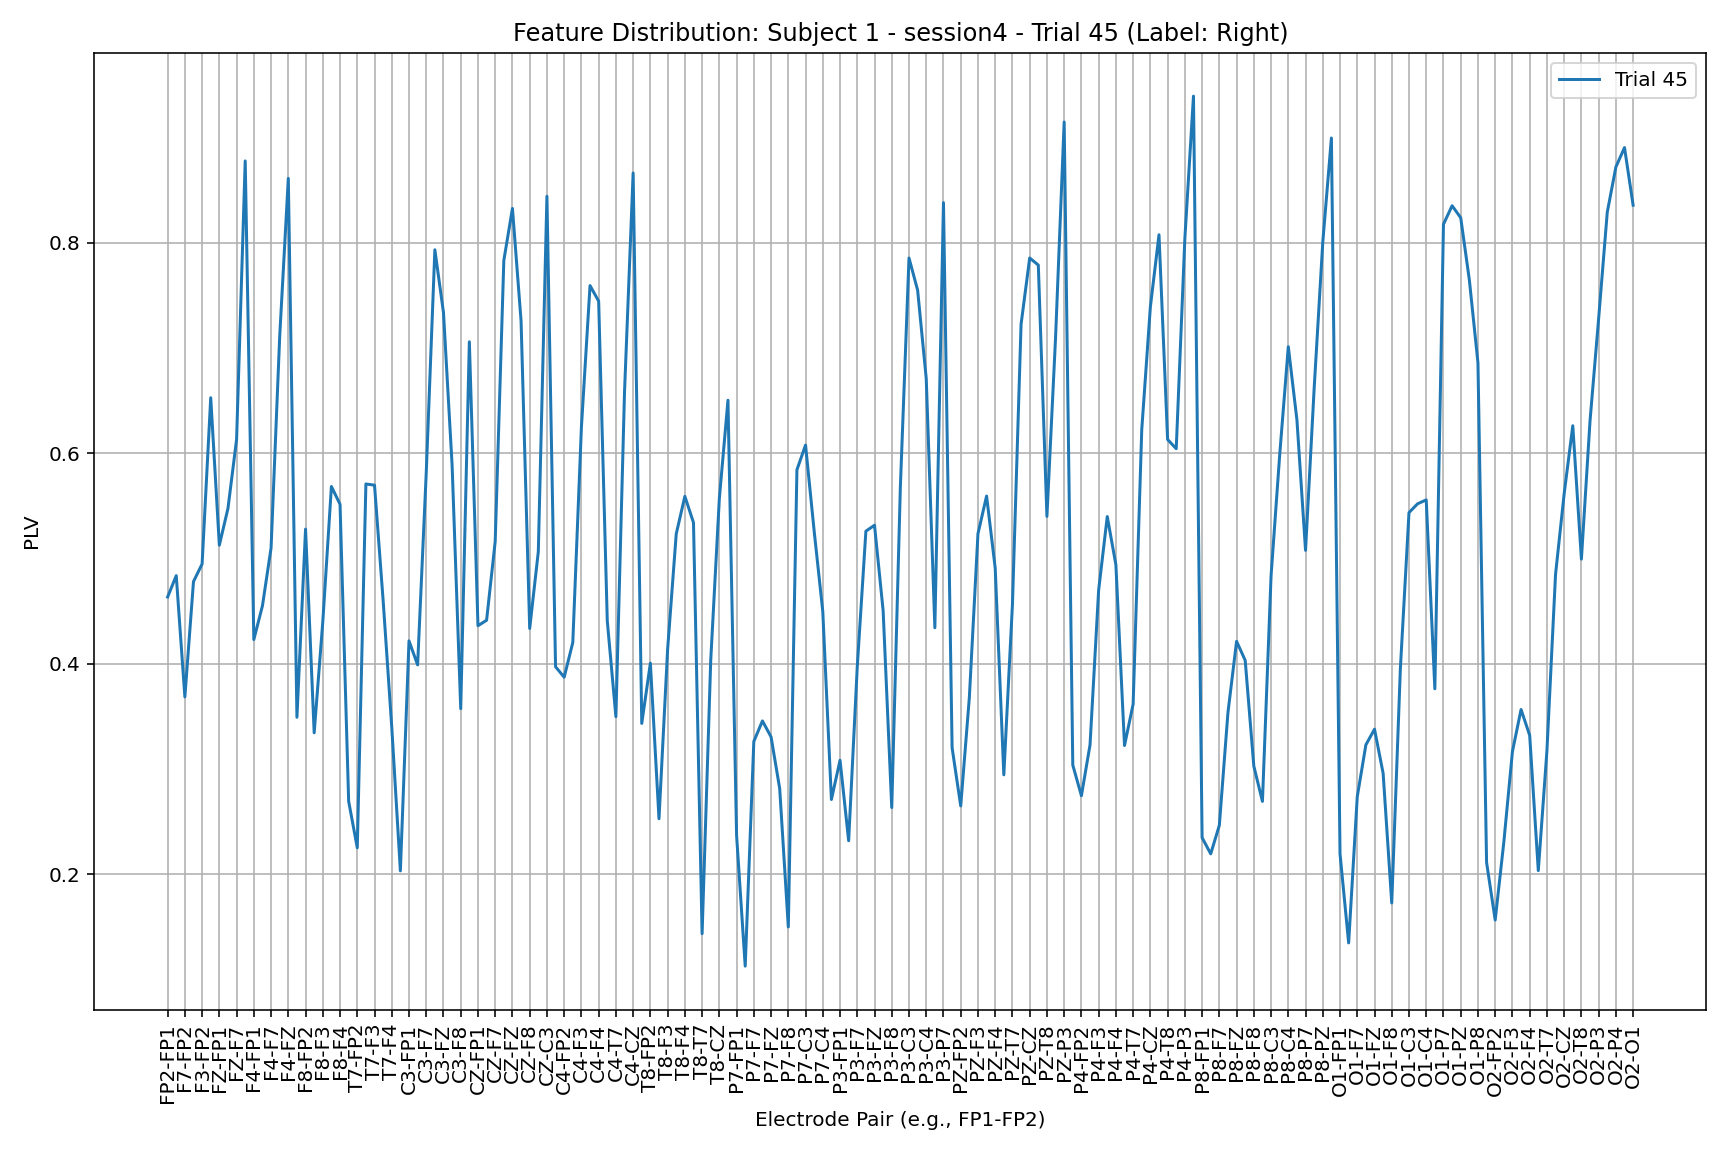 Feature Distribution: Subject 1 - session4 - Trial 45 (Label: Right)
Trial 45
PLV
0.8
0.6
0.4
0.2
FP2-FP1
F7-FP2
F3-FP2
FZ-FP1
FZ-F7
F4-FP1
F4-F7
F4-FZ
F8-FP2
F8-F3
F8-F4
T7-FP2
T7-F3
T7-F4
C3-FP1
C3-F7
C3-FZ
C3-F8
CZ-FP1
CZ-F7
CZ-FZ
CZ-F8
CZ-C3
C4-FP2
C4-F3
C4-F4
C4-T7
C4-CZ
T8-FP2
T8-F3
T8-F4
T8-T7
T8-CZ
P7-FP1
P7-F7
P7-FZ
P7-F8
P7-C3
P7-C4
P3-FP1
P3-F7
P3-FZ
P3-F8
P3-C3
P3-C4
P3-P7
PZ-FP2
PZ-F3
PZ-F4
PZ-T7
PZ-CZ
PZ-T8
PZ-P3
P4-FP2
P4-F3
P4-F4
P4-T7
P4-CZ
P4-T8
P4-P3
P8-FP1
P8-F7
P8-FZ
P8-F8
P8-C3
P8-C4
P8-P7
P8-PZ
O1-FP1
O1-F7
O1-FZ
O1-F8
O1-C3
O1-C4
O1-P7
O1-PZ
O1-P8
O2-FP2
O2-F3
O2-F4
O2-T7
O2-CZ
O2-T8
O2-P3
O2-P4
O2-O1
Electrode Pair (e.g., FP1-FP2)